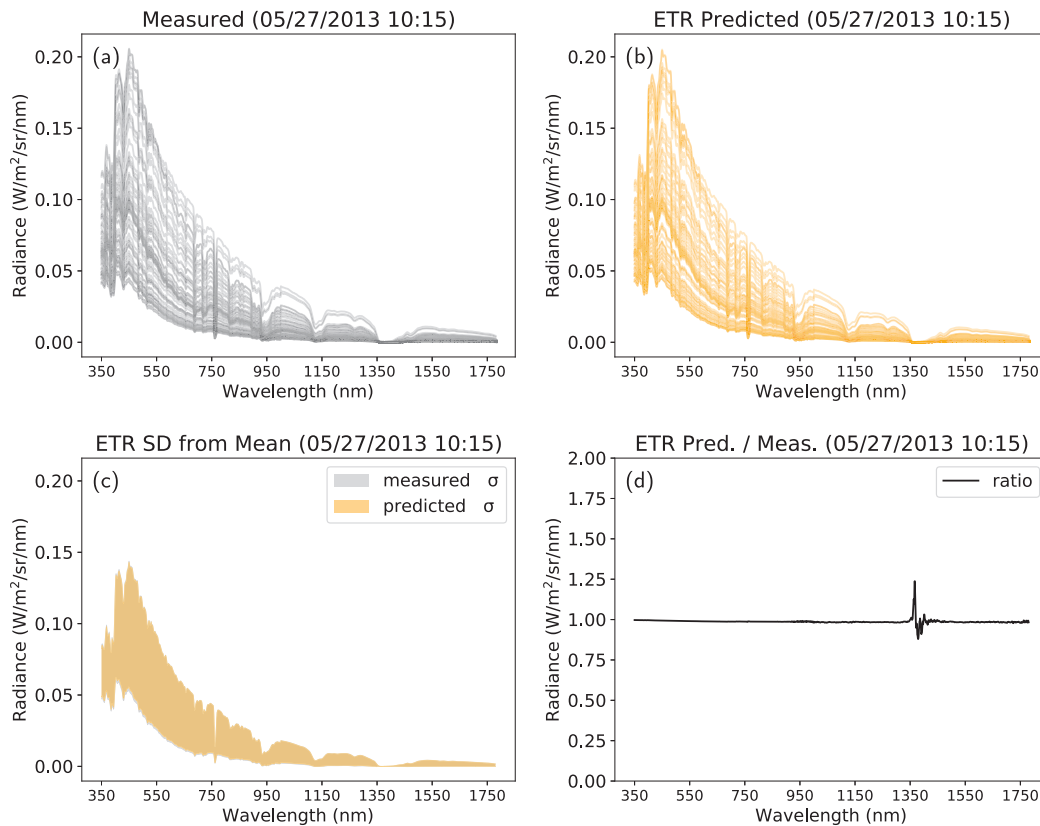 Measured (05/27/2013 10:15)
(a)
0.20
0.15
0.10
0.05
0.00
Radiance (W/m²/sr/nm)
350 550 750 950 1150 1350 1550 1750
Wavelength (nm)
ETR Predicted (05/27/2013 10:15)
(b)
0.20
0.15
0.10
0.05
0.00
Radiance (W/m²/sr/nm)
350 550 750 950 1150 1350 1550 1750
Wavelength (nm)
ETR SD from Mean (05/27/2013 10:15)
(c)
measured σ
predicted σ
0.20
0.15
0.10
0.05
0.00
Radiance (W/m²/sr/nm)
350 550 750 950 1150 1350 1550 1750
Wavelength (nm)
ETR Pred. / Meas. (05/27/2013 10:15)
(d)
ratio
2.00
1.75
1.50
1.25
1.00
0.75
0.50
0.25
0.00
Radiance (W/m²/sr/nm)
350 550 750 950 1150 1350 1550 1750
Wavelength (nm)